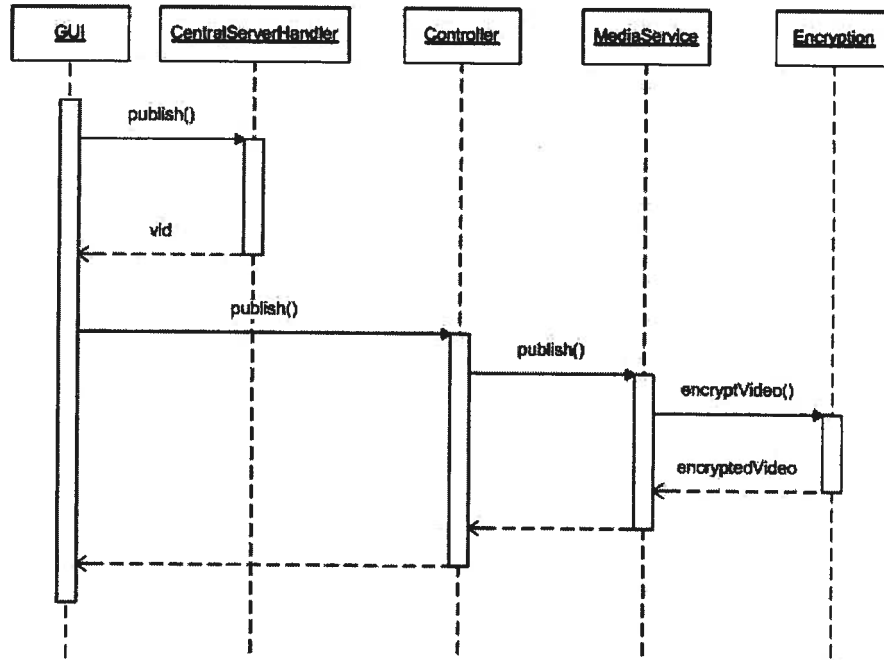 GUI
CentralServerHandler
Controller
MediaService
Encryption
publish()
vid
publish()
publish()
encryptVideo()
encryptedVideo